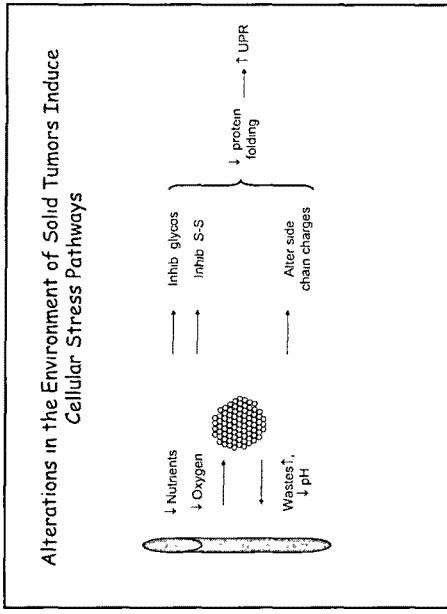 Alterations in the Environment of Solid Tumors Induce
Cellular Stress Pathways
↓ Nutrients
↓ Oxygen
Wastes↑,
↓ pH
Inhib glycos
Inhib S-S
Alter side
chain charges
↓ protein
folding
↑ UPR